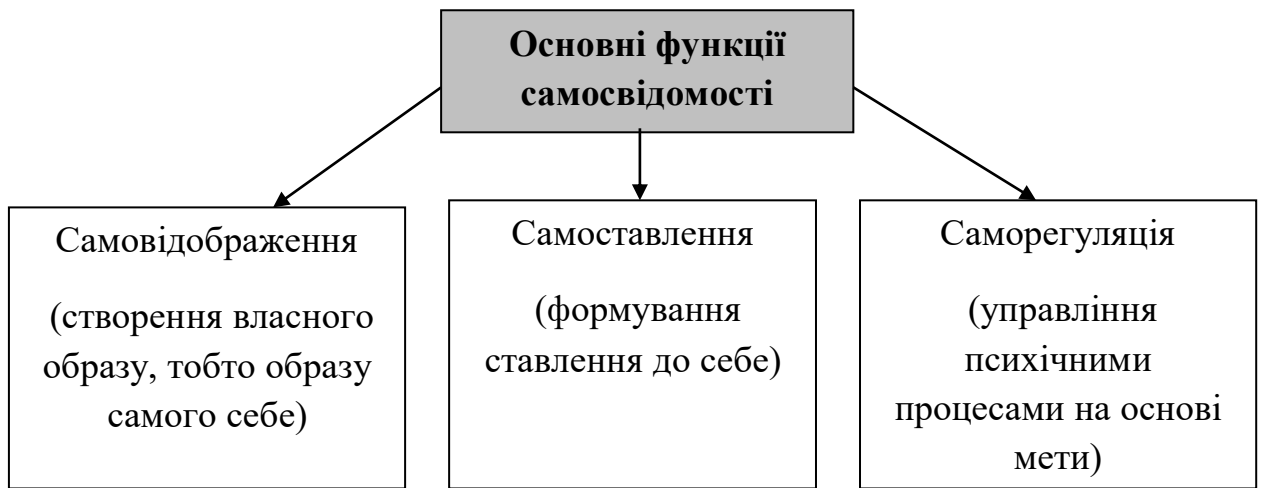 Основні функції
самосвідомості
Самовідображення
(створення власного
образу, тобто образу
самого себе)
Самоставлення
(формування
ставлення до себе)
Саморегуляція
(управління
психічними
процесами на основі
мети)